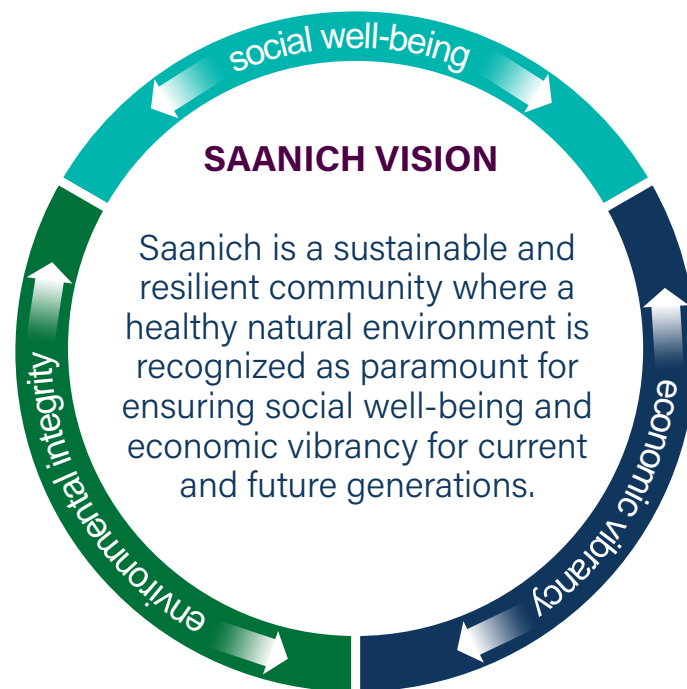 social well-being
SAANICH VISION
Saanich is a sustainable and
resilient community where a
healthy natural environment is
recognized as paramount for
ensuring social well-being and
economic vibrancy for current
and future generations.
environmental integrity
economic vibrancy